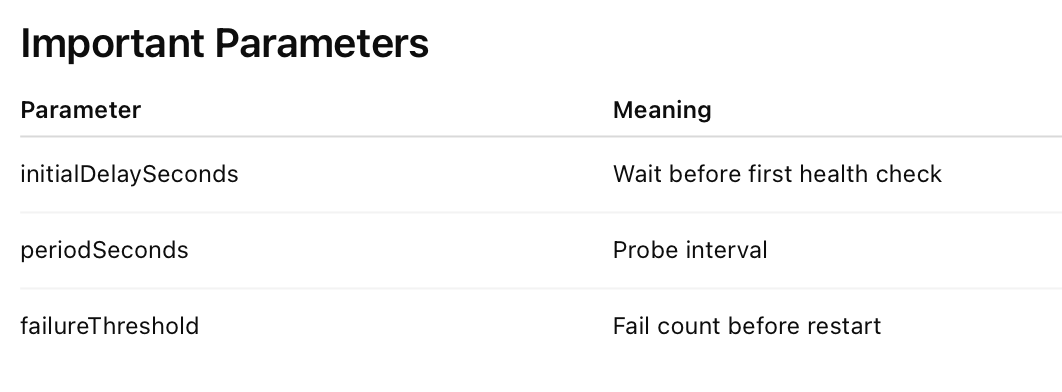 Important Parameters
Parameter Meaning
initialDelaySeconds Wait before first health check
periodSeconds Probe interval
failureThreshold Fail count before restart